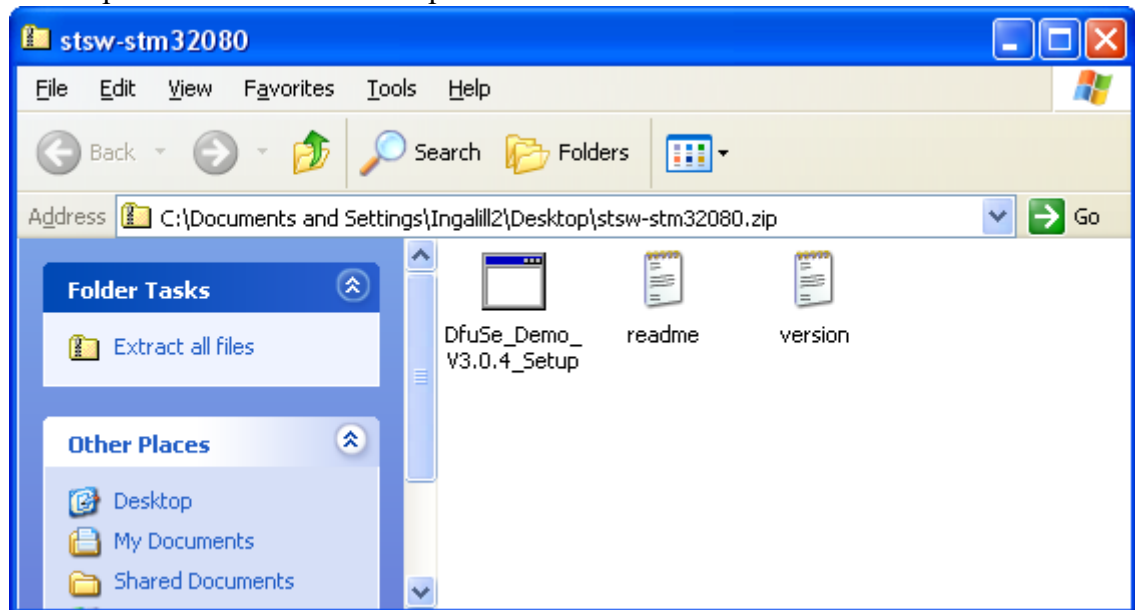 stsw-stm32080
File Edit View Favorites Tools Help
Back Search Folders
Address C:\Documents and Settings\Ingalill2\Desktop\stsw-stm32080.zip Go
Folder Tasks
Extract all files
Other Places
Desktop
My Documents
Shared Documents
DfuSe_Demo_
V3.0.4_Setup
readme
version